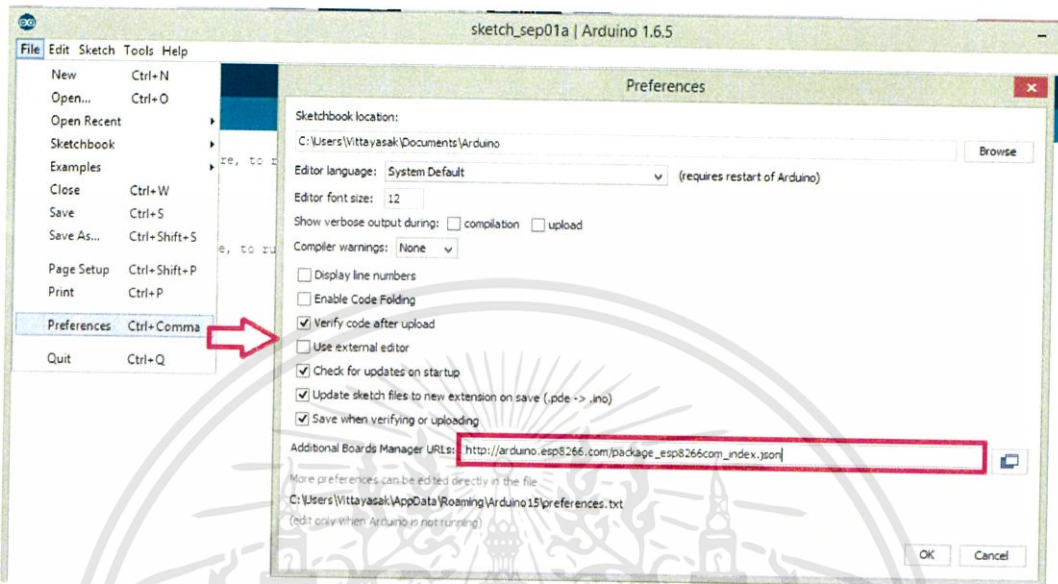 sketch_sep01a | Arduino 1.6.5
File Edit Sketch Tools Help
New Ctrl+N
Open... Ctrl+O
Open Recent
Sketchbook
Examples
Close Ctrl+W
Save Ctrl+S
Save As... Ctrl+Shift+S
Page Setup Ctrl+Shift+P
Print Ctrl+P
Preferences Ctrl+Comma
Quit Ctrl+Q
re, to r
e, to ru
Preferences
Sketchbook location:
C:\Users\Vittayasak\Documents\Arduino
Browse
Editor language: System Default (requires restart of Arduino)
Editor font size: 12
Show verbose output during: compilation upload
Compiler warnings: None
Display line numbers
Enable Code Folding
Verify code after upload
Use external editor
Check for updates on startup
Update sketch files to new extension on save (.pde -> .ino)
Save when verifying or uploading
Additional Boards Manager URLs: http://arduino.esp8266.com/package_esp8266com_index.json
More preferences can be edited directly in the file
C:\Users\Vittayasak\AppData\Roaming\Arduino15\preferences.txt
(edit only when Arduino is not running)
OK Cancel